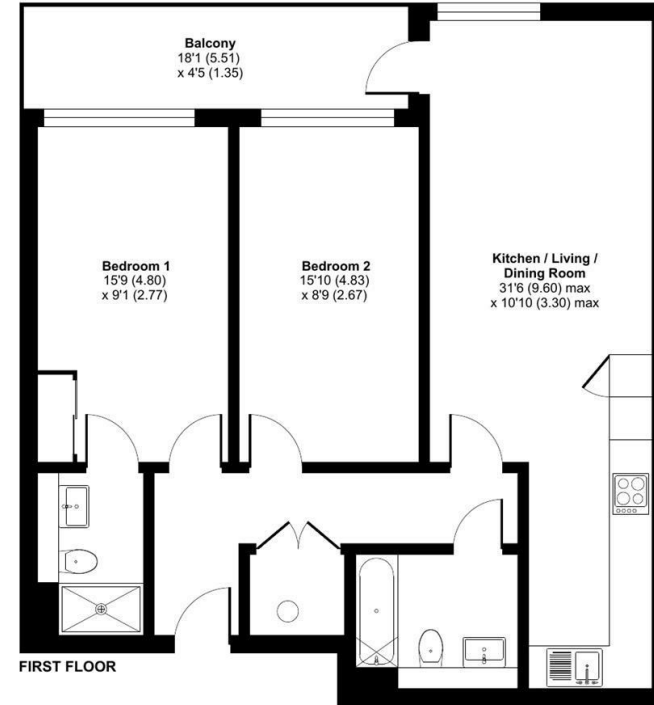 Balcony
18'1 (5.51)
x 4'5 (1.35)
Bedroom 1
15'9 (4.80)
x 9'1 (2.77)
Bedroom 2
15'10 (4.83)
x 8'9 (2.67)
Kitchen / Living /
Dining Room
31'6 (9.60) max
x 10'10 (3.30) max
FIRST FLOOR